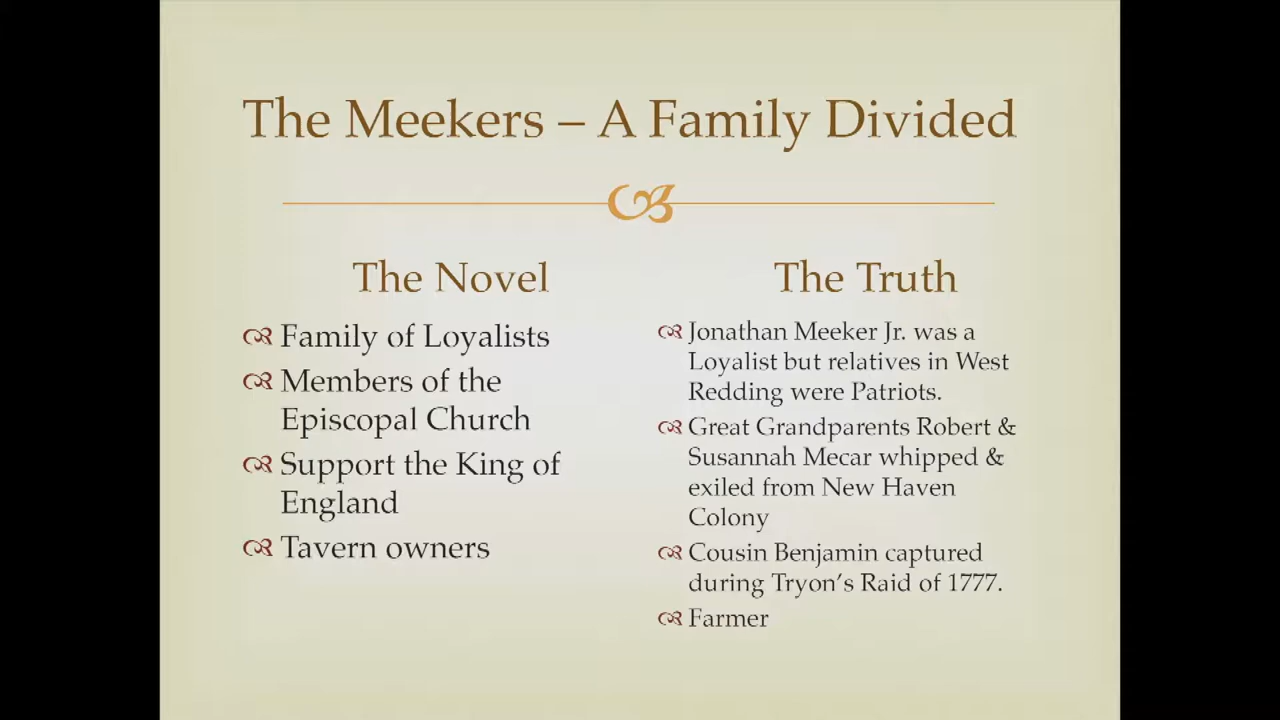 The Meekers – A Family Divided
The Novel
Family of Loyalists
Members of the
Episcopal Church
Support the King of
England
Tavern owners
The Truth
Jonathan Meeker Jr. was a
Loyalist but relatives in West
Redding were Patriots.
Great Grandparents Robert &
Susannah Mecar whipped &
exiled from New Haven
Colony
Cousin Benjamin captured
during Tryon's Raid of 1777.
Farmer